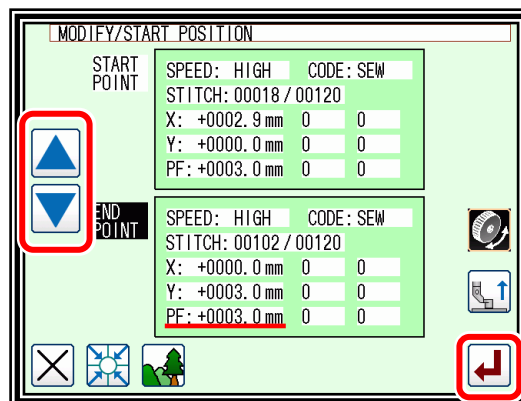 MODIFY/START POSITION
START
POINT
SPEED: HIGH CODE: SEW
STITCH: 00018 / 00120
X: +0002.9 mm 0 0
Y: +0000.0 mm 0 0
PF: +0003.0 mm 0 0
END
POINT
SPEED: HIGH CODE: SEW
STITCH: 00102 / 00120
X: +0000.0 mm 0 0
Y: +0003.0 mm 0 0
PF: +0003.0 mm 0 0